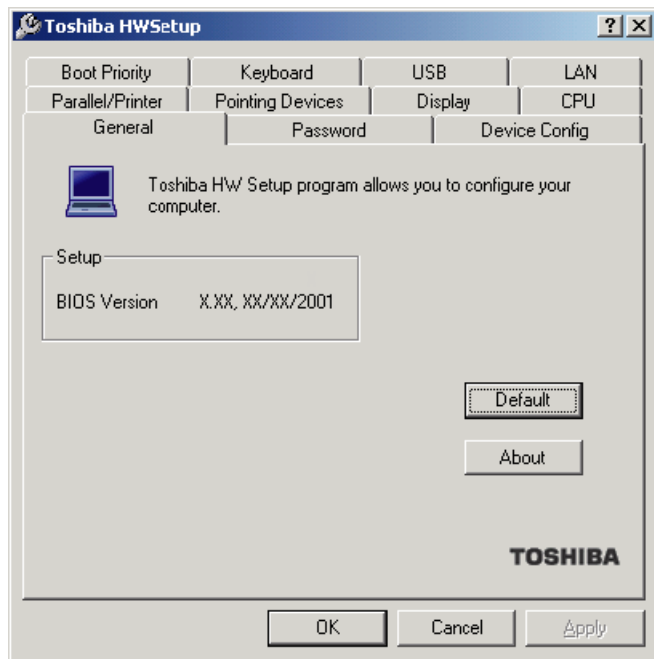 Toshiba HWSetup
Boot Priority Keyboard USB LAN
Parallel/Printer Pointing Devices Display CPU
General Password Device Config
Toshiba HW Setup program allows you to configure your
computer.
Setup
BIOS Version X.XX, XX/XX/2001
Default
About
TOSHIBA
OK Cancel Apply